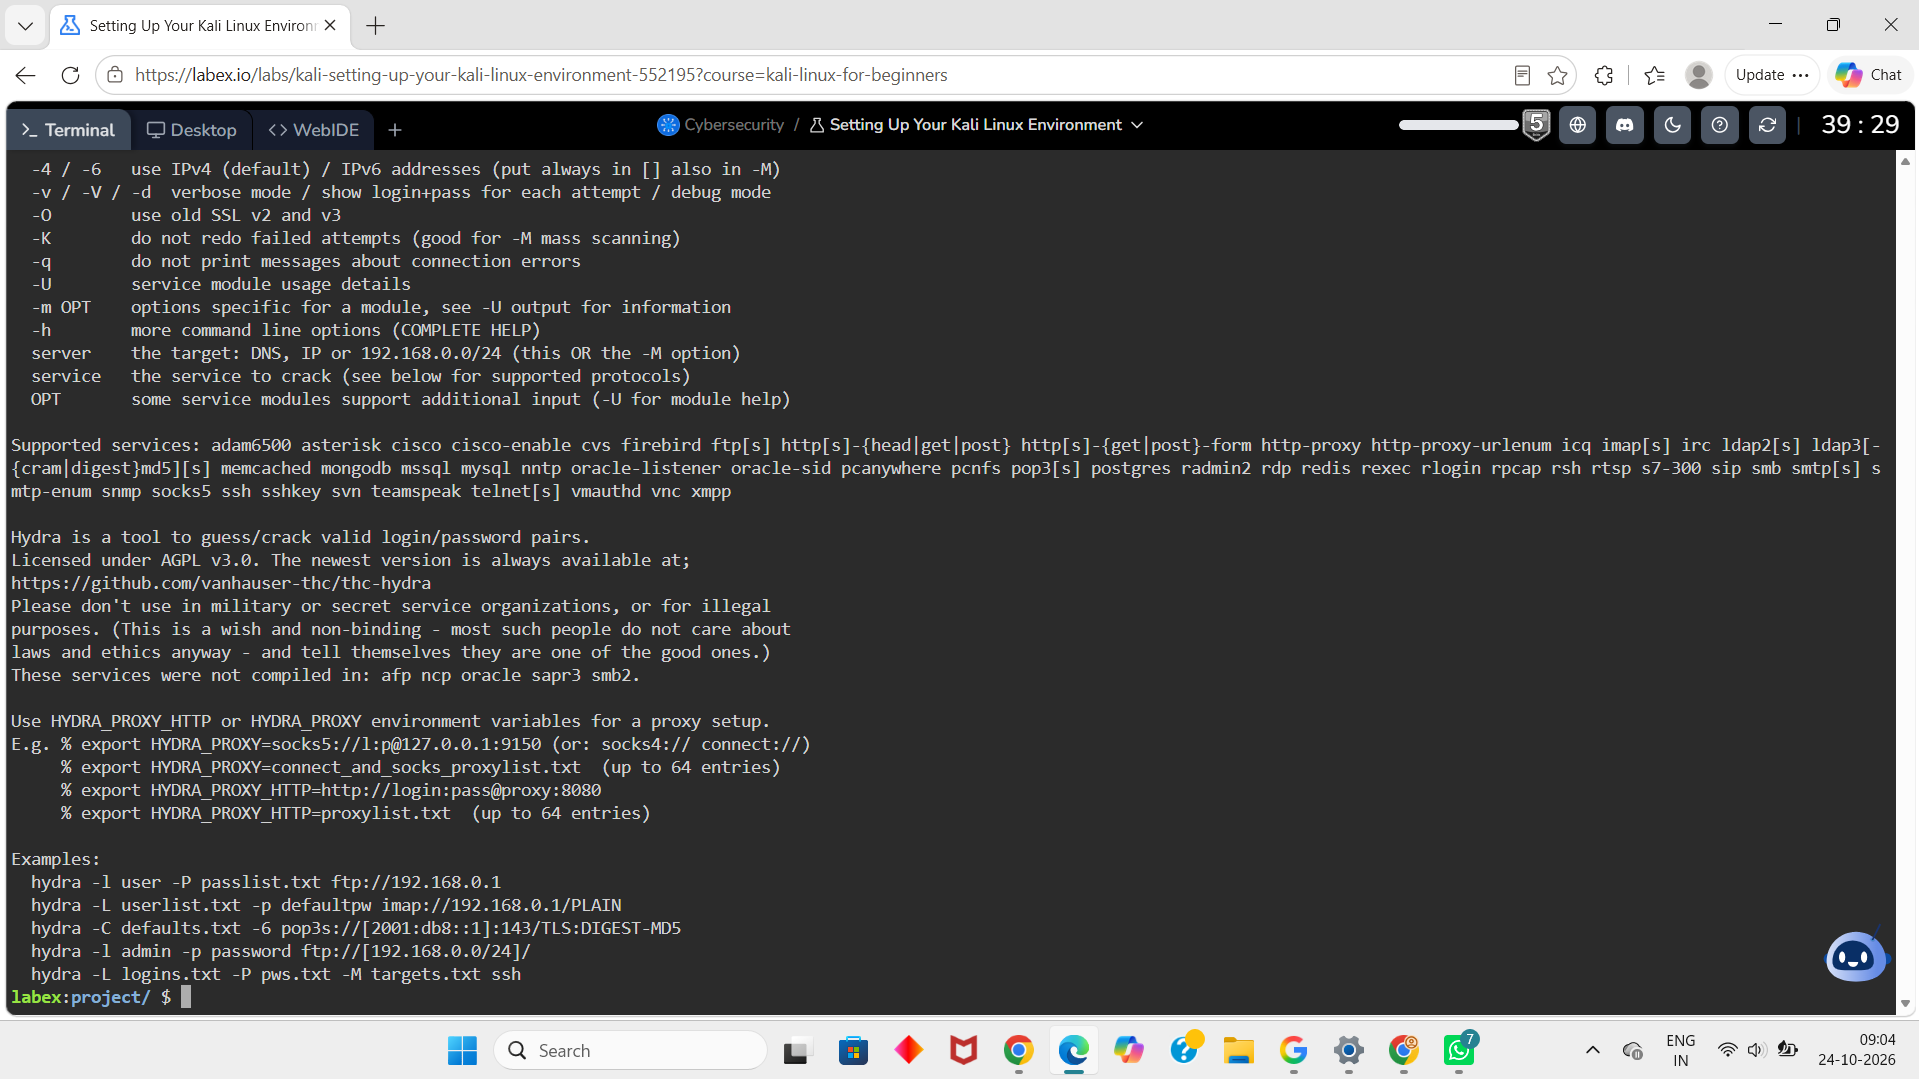 Setting Up Your Kali Linux Environr
https://labex.io/labs/kali-setting-up-your-kali-linux-environment-552195?course=kali-linux-for-beginners
Update
Chat
>_ Terminal
Desktop
<> WebIDE
Cybersecurity / Setting Up Your Kali Linux Environment
5
39 : 29
-4 / -6   use IPv4 (default) / IPv6 addresses (put always in [] also in -M)
-v / -V / -d  verbose mode / show login+pass for each attempt / debug mode
-O        use old SSL v2 and v3
-K        do not redo failed attempts (good for -M mass scanning)
-q        do not print messages about connection errors
-U        service module usage details
-m OPT    options specific for a module, see -U output for information
-h        more command line options (COMPLETE HELP)
server    the target: DNS, IP or 192.168.0.0/24 (this OR the -M option)
service   the service to crack (see below for supported protocols)
OPT       some service modules support additional input (-U for module help)
Supported services: adam6500 asterisk cisco cisco-enable cvs firebird ftp[s] http[s]-{head|get|post} http[s]-{get|post}-form http-proxy http-proxy-urlenum icq imap[s] irc ldap2[s] ldap3[-
{cram|digest}md5][s] memcached mongodb mssql mysql nntp oracle-listener oracle-sid pcanywhere pcnfs pop3[s] postgres radmin2 rdp redis rexec rlogin rpcap rsh rtsp s7-300 sip smb smtp[s] s
mtp-enum snmp socks5 ssh sshkey svn teamspeak telnet[s] vmauthd vnc xmpp
Hydra is a tool to guess/crack valid login/password pairs.
Licensed under AGPL v3.0. The newest version is always available at;
https://github.com/vanhauser-thc/thc-hydra
Please don't use in military or secret service organizations, or for illegal
purposes. (This is a wish and non-binding - most such people do not care about
laws and ethics anyway - and tell themselves they are one of the good ones.)
These services were not compiled in: afp ncp oracle sapr3 smb2.
Use HYDRA_PROXY_HTTP or HYDRA_PROXY environment variables for a proxy setup.
E.g. % export HYDRA_PROXY=socks5://l:p@127.0.0.1:9150 (or: socks4:// connect://)
% export HYDRA_PROXY=connect_and_socks_proxylist.txt  (up to 64 entries)
% export HYDRA_PROXY_HTTP=http://login:pass@proxy:8080
% export HYDRA_PROXY_HTTP=proxylist.txt  (up to 64 entries)
Examples:
hydra -l user -P passlist.txt ftp://192.168.0.1
hydra -L userlist.txt -p defaultpw imap://192.168.0.1/PLAIN
hydra -C defaults.txt -6 pop3s://[2001:db8::1]:143/TLS:DIGEST-MD5
hydra -l admin -p password ftp://[192.168.0.0/24]/
hydra -L logins.txt -P pws.txt -M targets.txt ssh
labex:project/ $
Search
7
ENG
IN
09:04
24-10-2026